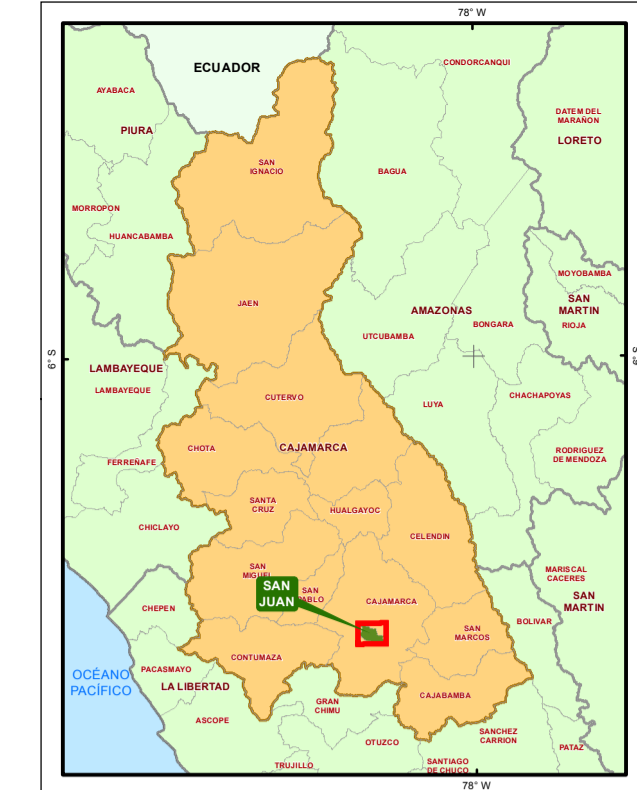 78° W
ECUADOR
CONDORCANQUI
AYABACA
PIURA
DATEM DEL
MARAÑON
LORETO
SAN
IGNACIO
BAGUA
MORROPON
HUANCABAMBA
MOYOBAMBA
JAEN
SAN
MARTIN
AMAZONAS
BONGARA
RIOJA
UTCUBAMBA
6° S
6° S
LAMBAYEQUE
LAMBAYEQUE
CUTERVO
LUYA
CHACHAPOYAS
CHOTA
CAJAMARCA
FERREÑAFE
RODRIGUEZ
DE MENDOZA
SANTA
CRUZ
HUALGAYOC
CHICLAYO
CELENDIN
SAN
MIGUEL
MARISCAL
CACERES
SAN
MARTIN
SAN
JUAN
SAN
PABLO
CAJAMARCA
CHEPEN
BOLIVAR
SAN
MARCOS
CONTUMAZA
OCÉANO
PACÍFICO
PACASMAYO
LA LIBERTAD
CAJABAMBA
GRAN
CHIMU
ASCOPE
SANCHEZ
CARRION
OTUZCO
PATAZ
TRUJILLO
SANTIAGO
DE CHUCO
78° W